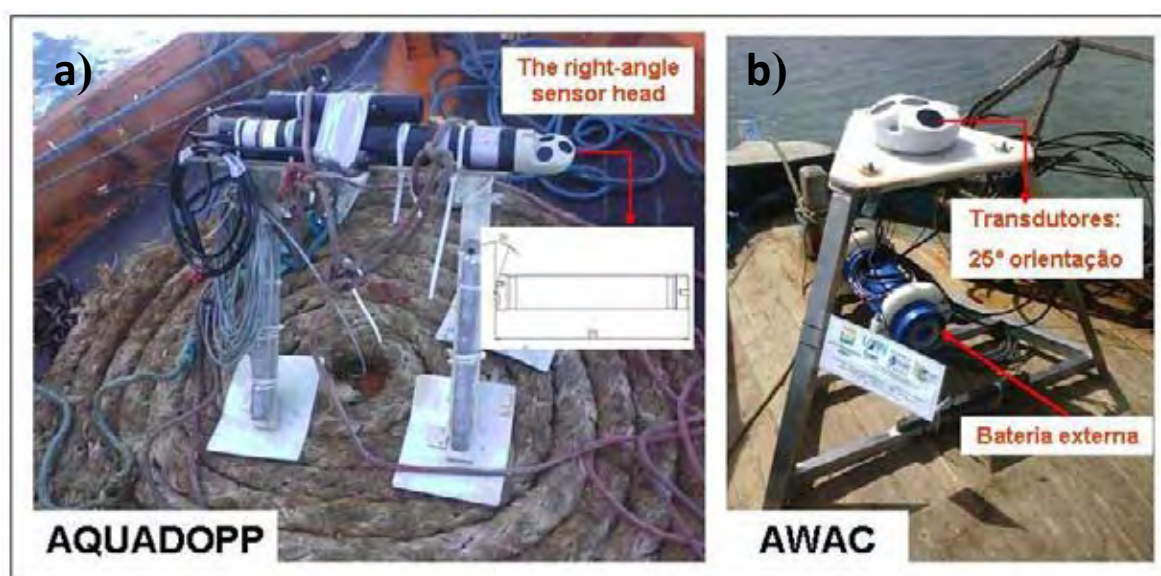 a)
The right-angle
sensor head
AQUADOPP
b)
Transdutores:
25° orientação
Bateria externa
AWAC